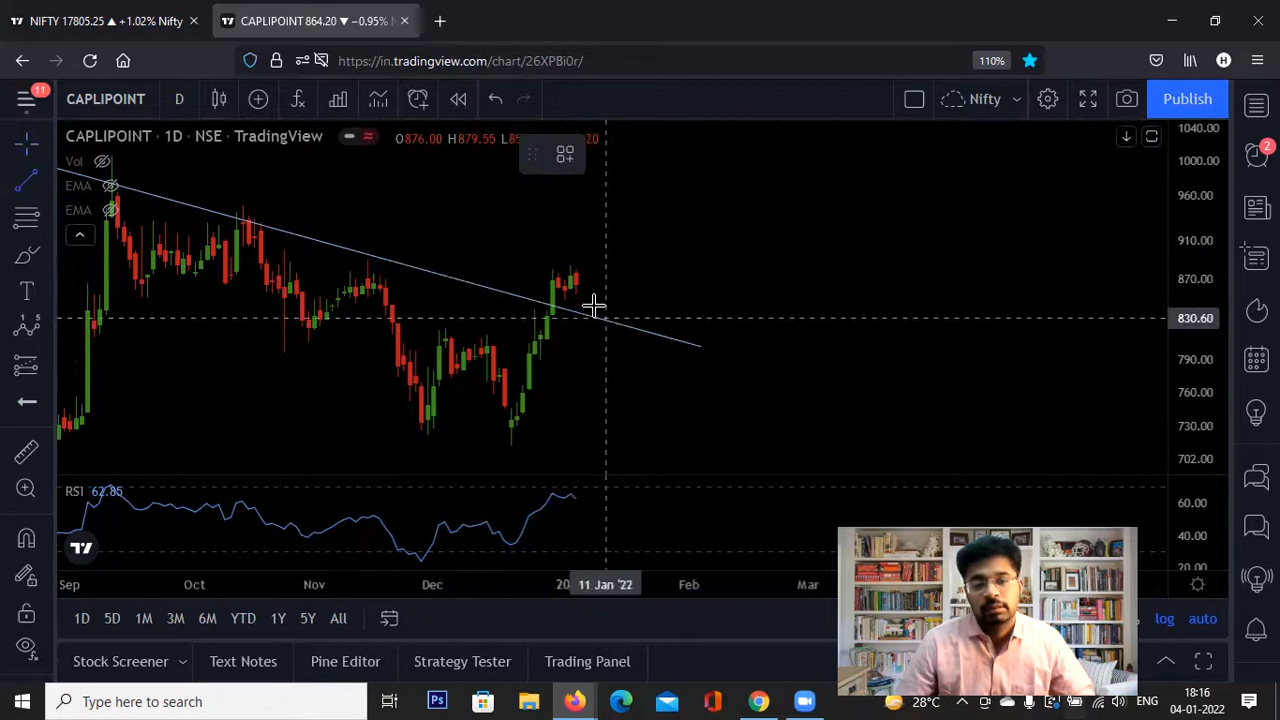 NIFTY 17805.25 ▲ +1.02% Nifty
CAPLIPOINT 864.20 ▼ −0.95%
https://in.tradingview.com/chart/26XPBi0r/
110%
H
11
CAPLIPOINT
D
Nifty
Publish
CAPLIPOINT · 1D · NSE · TradingView
O876.00 H879.55
20
Vol
EMA
EMA
1040.00
1000.00
960.00
910.00
870.00
830.60
790.00
760.00
730.00
702.00
2
RSI 62.85
60.00
40.00
20.00
Sep
Oct
Nov
Dec
20
11 Jan '22
Feb
Mar
1D 5D 1M 3M 6M YTD 1Y 5Y All
log auto
Stock Screener
Text Notes
Pine Editor
Strategy Tester
Trading Panel
Type here to search
Ps
28°C
ENG
18:16
04-01-2022